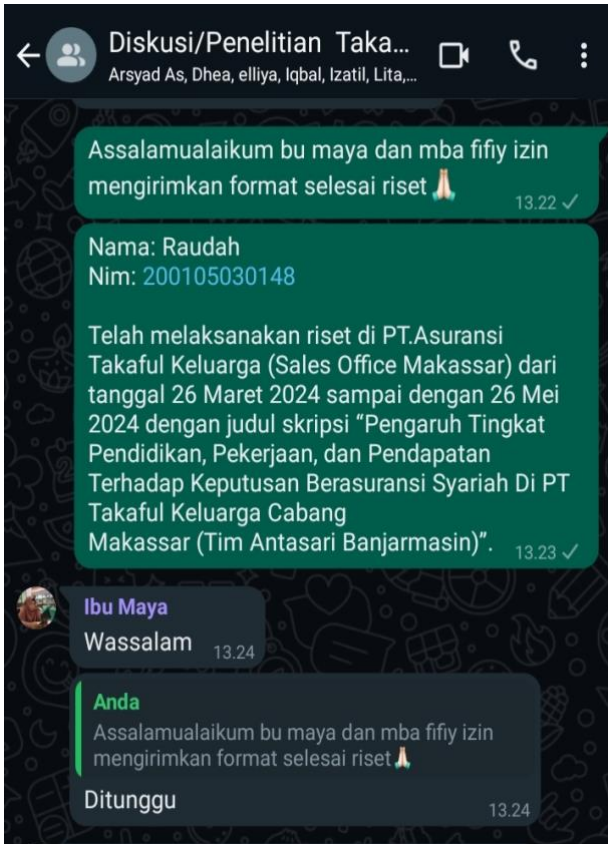 Diskusi/Penelitian Taka...
Arsyad As, Dhea, elliya, Iqbal, Izatil, Lita,...
Assalamualaikum bu maya dan mba fifiy izin
mengirimkan format selesai riset🙏🏻
13.22
Nama: Raudah
Nim: 200105030148
Telah melaksanakan riset di PT.Asuransi
Takaful Keluarga (Sales Office Makassar) dari
tanggal 26 Maret 2024 sampai dengan 26 Mei
2024 dengan judul skripsi “Pengaruh Tingkat
Pendidikan, Pekerjaan, dan Pendapatan
Terhadap Keputusan Berasuransi Syariah Di PT
Takaful Keluarga Cabang
Makassar (Tim Antasari Banjarmasin)”.
13.23
Ibu Maya
Wassalam
13.24
Anda
Assalamualaikum bu maya dan mba fifiy izin
mengirimkan format selesai riset🙏🏻
Ditunggu
13.24